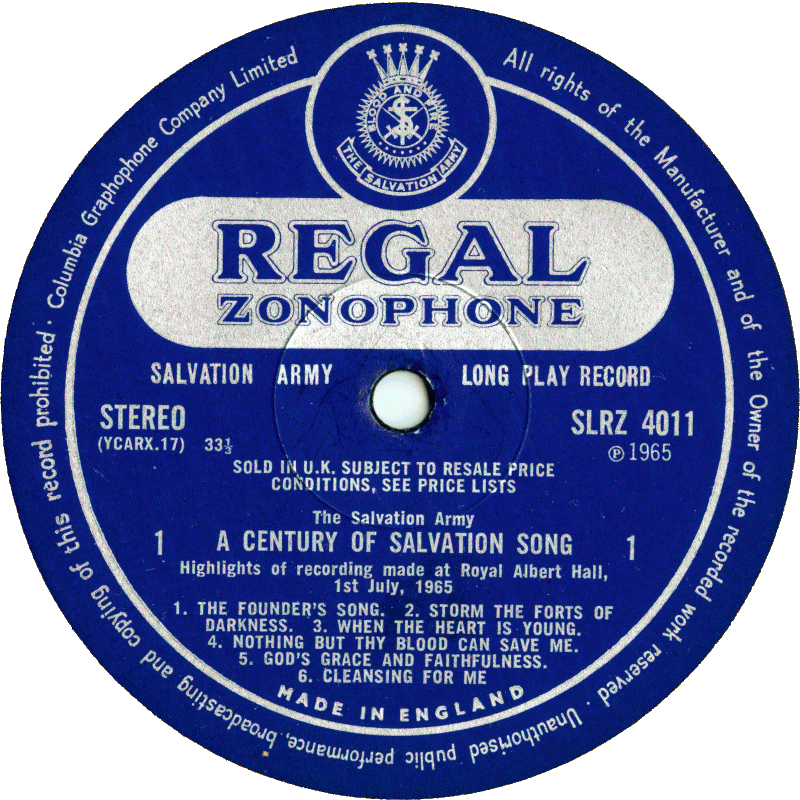 Columbia Graphophone Company Limited
All rights of the Manufacturer and of the Owner of the recorded work reserved · Unauthorised public performance, broadcasting and copying of this record prohibited ·
BLOOD AND FIRE
S
THE SALVATION ARMY
REGAL
ZONOPHONE
SALVATION ARMY LONG PLAY RECORD
STEREO SLRZ 4011
(YCARX.17) 33⅓ ℗ 1965
SOLD IN U.K. SUBJECT TO RESALE PRICE
CONDITIONS, SEE PRICE LISTS
The Salvation Army
1 A CENTURY OF SALVATION SONG 1
Highlights of recording made at Royal Albert Hall,
1st July, 1965
1. THE FOUNDER'S SONG. 2. STORM THE FORTS OF
DARKNESS. 3. WHEN THE HEART IS YOUNG.
4. NOTHING BUT THY BLOOD CAN SAVE ME.
5. GOD'S GRACE AND FAITHFULNESS.
6. CLEANSING FOR ME
MADE IN ENGLAND